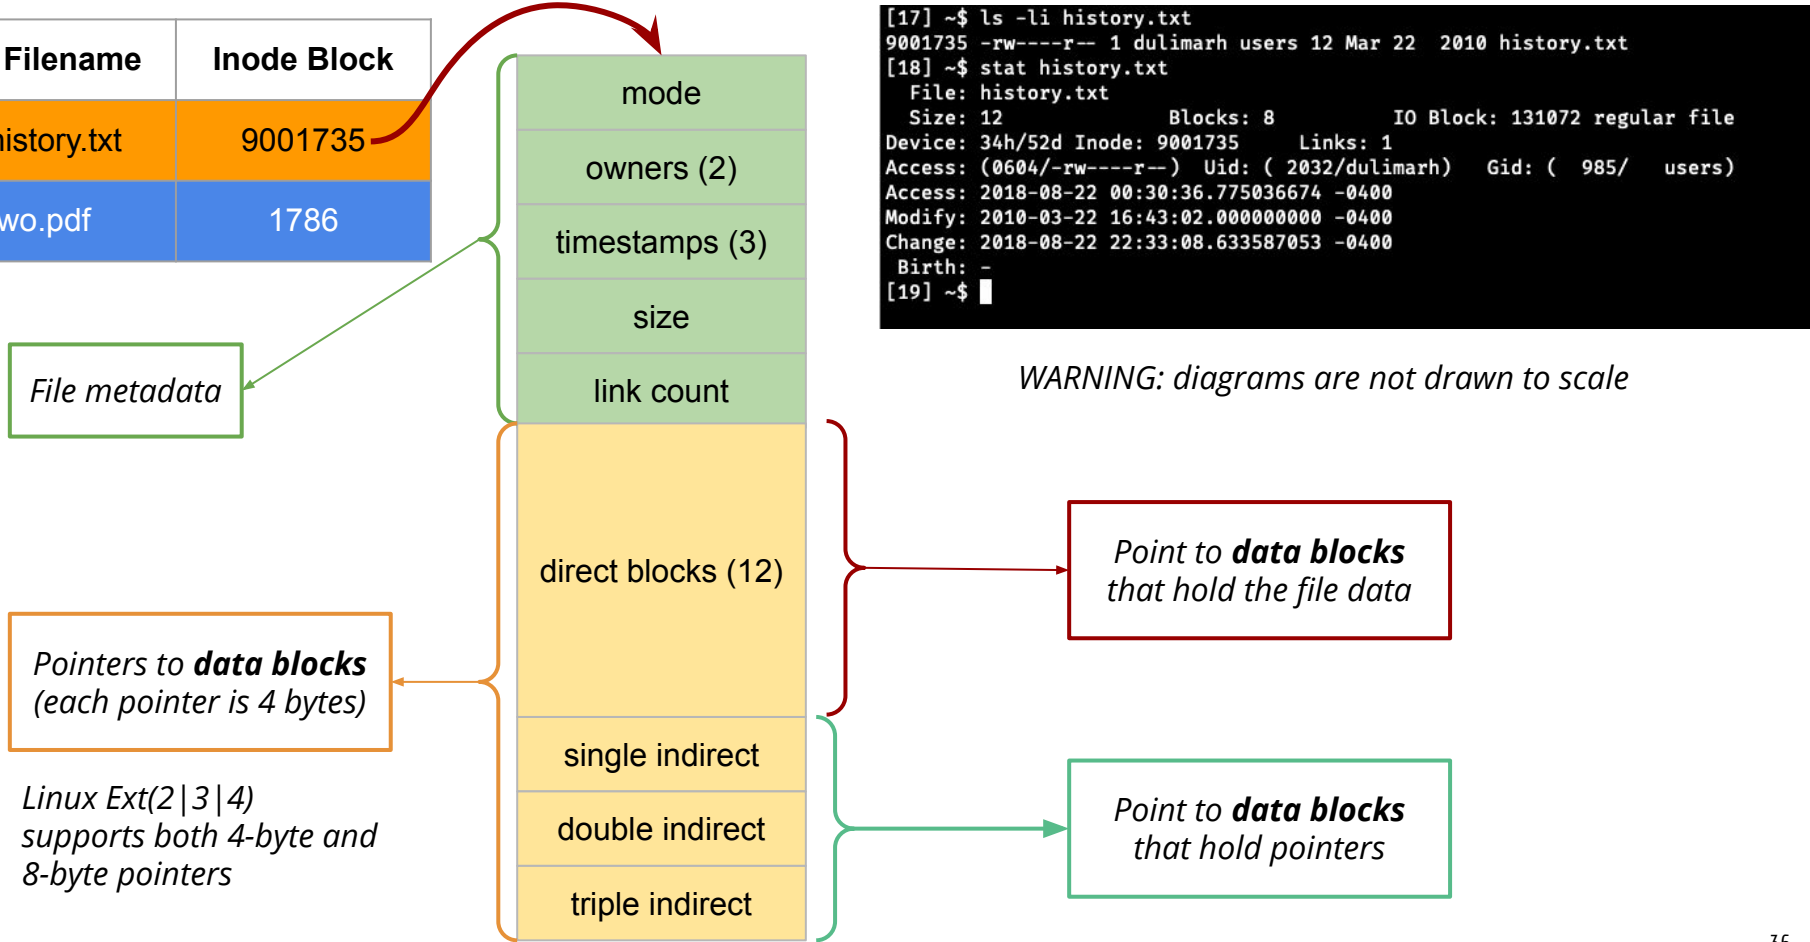 Filename Inode Block
history.txt 9001735
wo.pdf 1786
mode
owners (2)
timestamps (3)
size
link count
direct blocks (12)
single indirect
double indirect
triple indirect
File metadata
Pointers to data blocks
(each pointer is 4 bytes)
Linux Ext(2|3|4)
supports both 4-byte and
8-byte pointers
[17] ~$ ls -li history.txt
9001735 -rw----r-- 1 dulimarh users 12 Mar 22  2010 history.txt
[18] ~$ stat history.txt
File: history.txt
Size: 12 Blocks: 8 IO Block: 131072 regular file
Device: 34h/52d Inode: 9001735 Links: 1
Access: (0604/-rw----r--) Uid: ( 2032/dulimarh) Gid: ( 985/ users)
Access: 2018-08-22 00:30:36.775036674 -0400
Modify: 2010-03-22 16:43:02.000000000 -0400
Change: 2018-08-22 22:33:08.633587053 -0400
Birth: -
[19] ~$
WARNING: diagrams are not drawn to scale
Point to data blocks
that hold the file data
Point to data blocks
that hold pointers